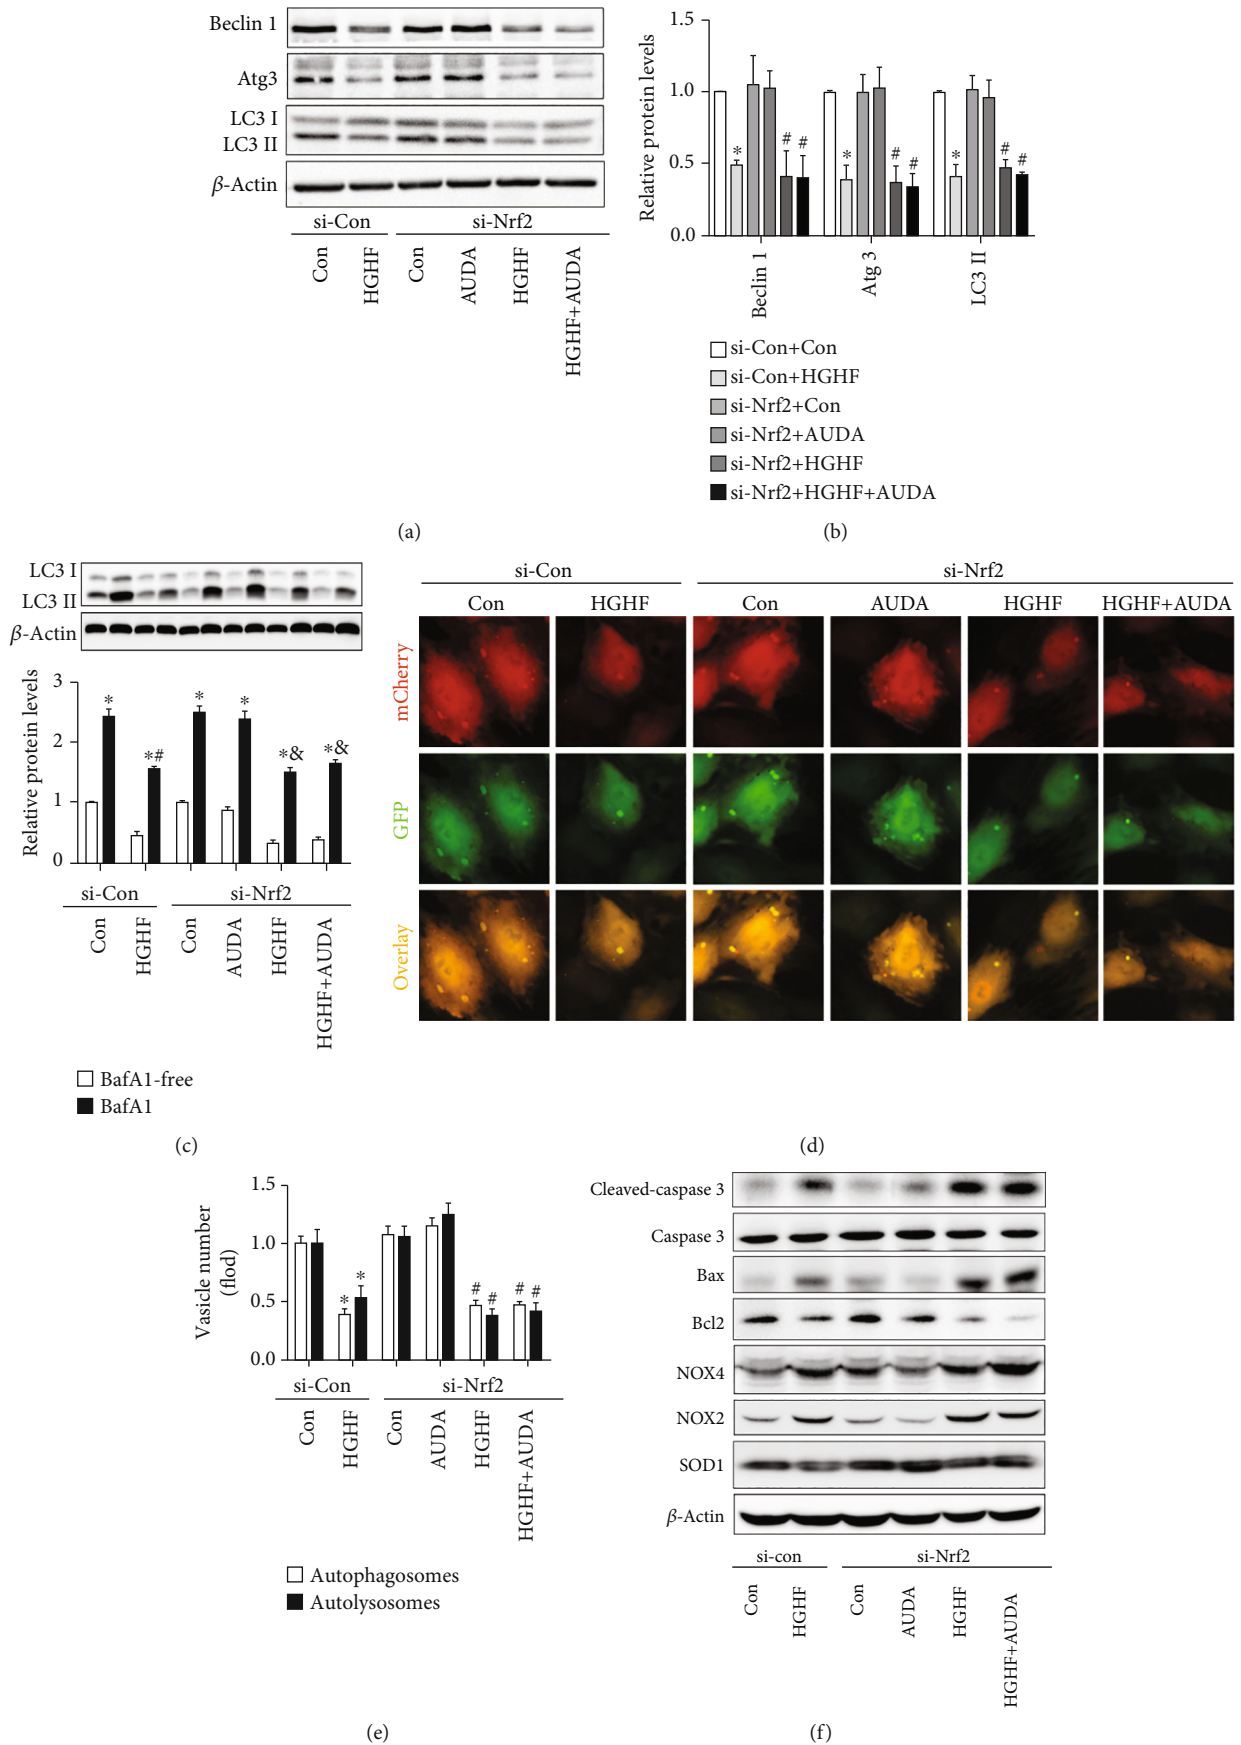 Beclin 1
Atg3
LC3 I
LC3 II
β-Actin
si-Con
si-Nrf2
Con
HGHF
Con
AUDA
HGHF
HGHF+AUDA
(a)
Relative protein levels
1.5
1.0
0.5
0.0
*
# #
*
#
#
*
#
#
Beclin 1
Atg 3
LC3 II
si-Con+Con
si-Con+HGHF
si-Nrf2+Con
si-Nrf2+AUDA
si-Nrf2+HGHF
si-Nrf2+HGHF+AUDA
(b)
LC3 I
LC3 II
β-Actin
Relative protein levels
3
2
1
0
*
*#
*
*
*&
*&
si-Con
si-Nrf2
Con
HGHF
Con
AUDA
HGHF
HGHF+AUDA
BafA1-free
BafA1
(c)
si-Con
si-Nrf2
Con
HGHF
Con
AUDA
HGHF
HGHF+AUDA
mCherry
GFP
Overlay
(d)
Vasicle number
(flod)
1.5
1.0
0.5
0.0
*
*
#
#
#
#
si-Con
si-Nrf2
Con
HGHF
Con
AUDA
HGHF
HGHF+AUDA
Autophagosomes
Autolysosomes
(e)
Cleaved-caspase 3
Caspase 3
Bax
Bcl2
NOX4
NOX2
SOD1
β-Actin
si-con
si-Nrf2
Con
HGHF
Con
AUDA
HGHF
HGHF+AUDA
(f)